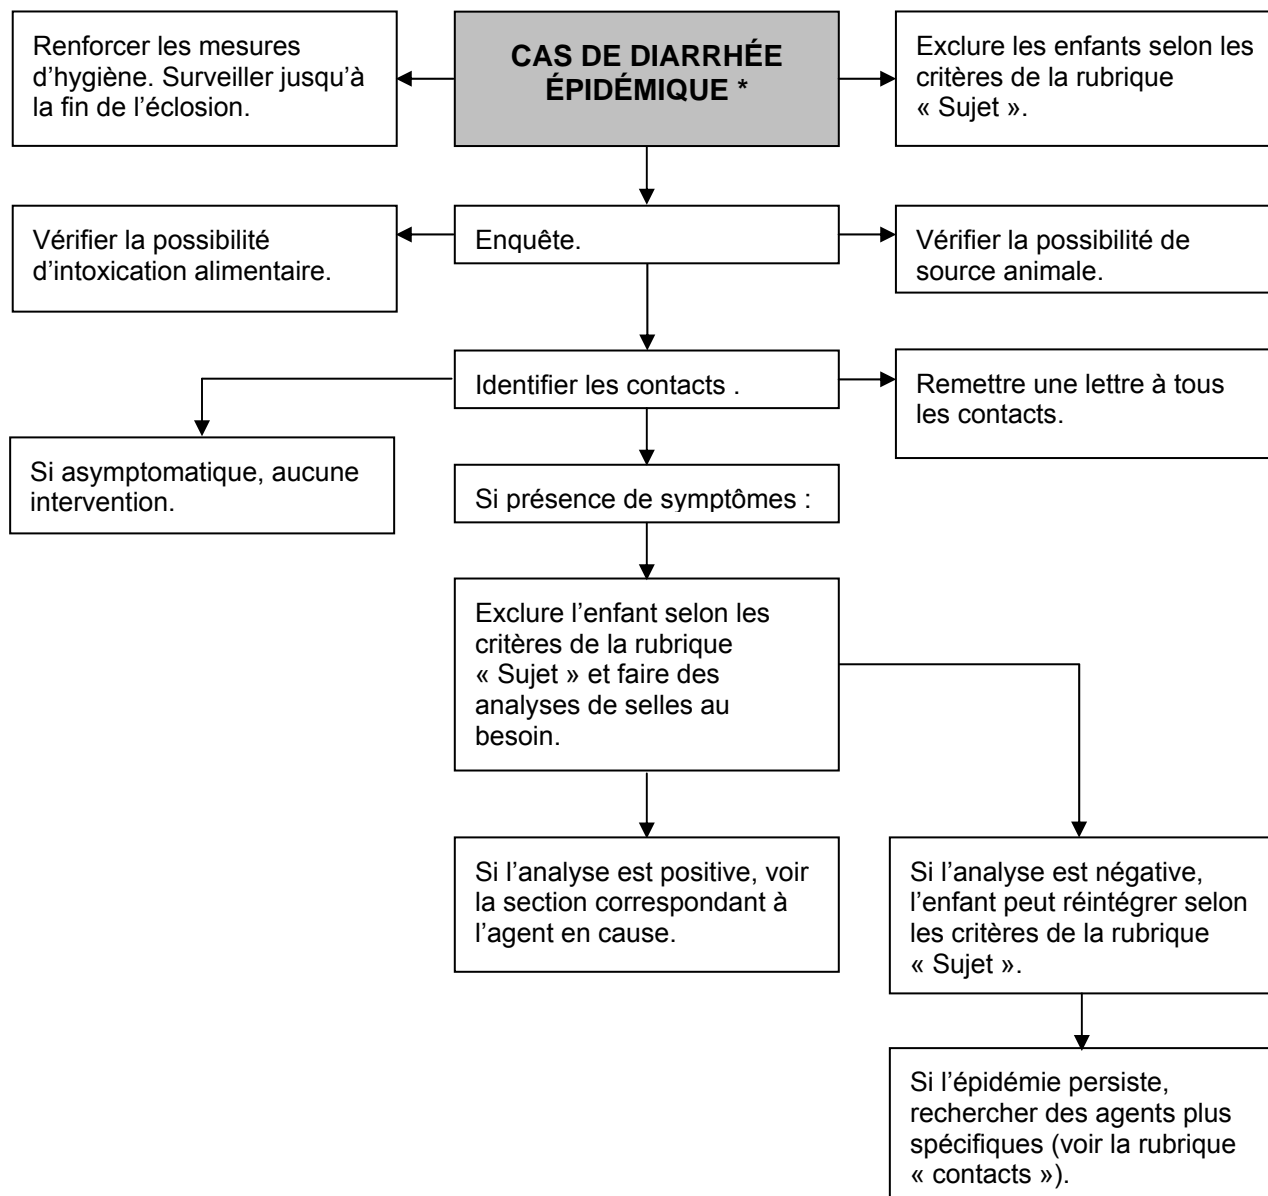 Renforcer les mesures
d’hygiène. Surveiller jusqu’à
la fin de l’éclosion.
CAS DE DIARRHÉE
ÉPIDÉMIQUE *
Exclure les enfants selon les
critères de la rubrique
« Sujet ».
Vérifier la possibilité
d’intoxication alimentaire.
Enquête.
Vérifier la possibilité de
source animale.
Identifier les contacts .
Remettre une lettre à tous
les contacts.
Si asymptomatique, aucune
intervention.
Si présence de symptômes :
Exclure l’enfant selon les
critères de la rubrique
« Sujet » et faire des
analyses de selles au
besoin.
Si l’analyse est positive, voir
la section correspondant à
l’agent en cause.
Si l’analyse est négative,
l’enfant peut réintégrer selon
les critères de la rubrique
« Sujet ».
Si l’épidémie persiste,
rechercher des agents plus
spécifiques (voir la rubrique
« contacts »).